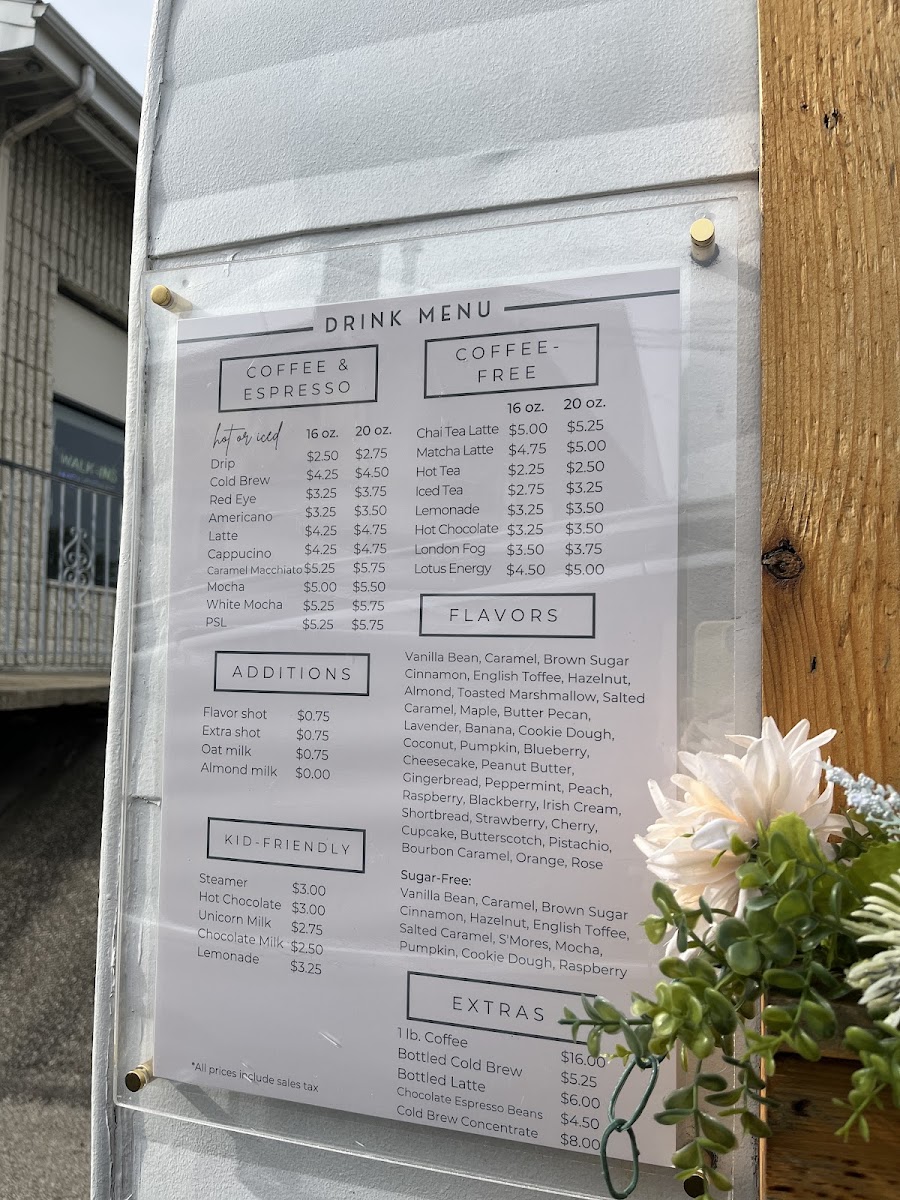 DRINK MENU
COFFEE &
ESPRESSO
hot or iced 16 oz. 20 oz.
Drip $2.50 $2.75
Cold Brew $4.25 $4.50
Red Eye $3.25 $3.75
Americano $3.25 $3.50
Latte $4.25 $4.75
Cappucino $4.25 $4.75
Caramel Macchiato $5.25 $5.75
Mocha $5.00 $5.50
White Mocha $5.25 $5.75
PSL $5.25 $5.75
ADDITIONS
Flavor shot $0.75
Extra shot $0.75
Oat milk $0.75
Almond milk $0.00
KID-FRIENDLY
Steamer $3.00
Hot Chocolate $3.00
Unicorn Milk $2.75
Chocolate Milk $2.50
Lemonade $3.25
*All prices include sales tax
COFFEE-
FREE
16 oz. 20 oz.
Chai Tea Latte $5.00 $5.25
Matcha Latte $4.75 $5.00
Hot Tea $2.25 $2.50
Iced Tea $2.75 $3.25
Lemonade $3.25 $3.50
Hot Chocolate $3.25 $3.50
London Fog $3.50 $3.75
Lotus Energy $4.50 $5.00
FLAVORS
Vanilla Bean, Caramel, Brown Sugar
Cinnamon, English Toffee, Hazelnut,
Almond, Toasted Marshmallow, Salted
Caramel, Maple, Butter Pecan,
Lavender, Banana, Cookie Dough,
Coconut, Pumpkin, Blueberry,
Cheesecake, Peanut Butter,
Gingerbread, Peppermint, Peach,
Raspberry, Blackberry, Irish Cream,
Shortbread, Strawberry, Cherry,
Cupcake, Butterscotch, Pistachio,
Bourbon Caramel, Orange, Rose
Sugar-Free:
Vanilla Bean, Caramel, Brown Sugar
Cinnamon, Hazelnut, English Toffee,
Salted Caramel, S'Mores, Mocha,
Pumpkin, Cookie Dough, Raspberry
EXTRAS
1 lb. Coffee $16.00
Bottled Cold Brew $5.25
Bottled Latte $6.00
Chocolate Espresso Beans $4.50
Cold Brew Concentrate $8.00
WALK-INS